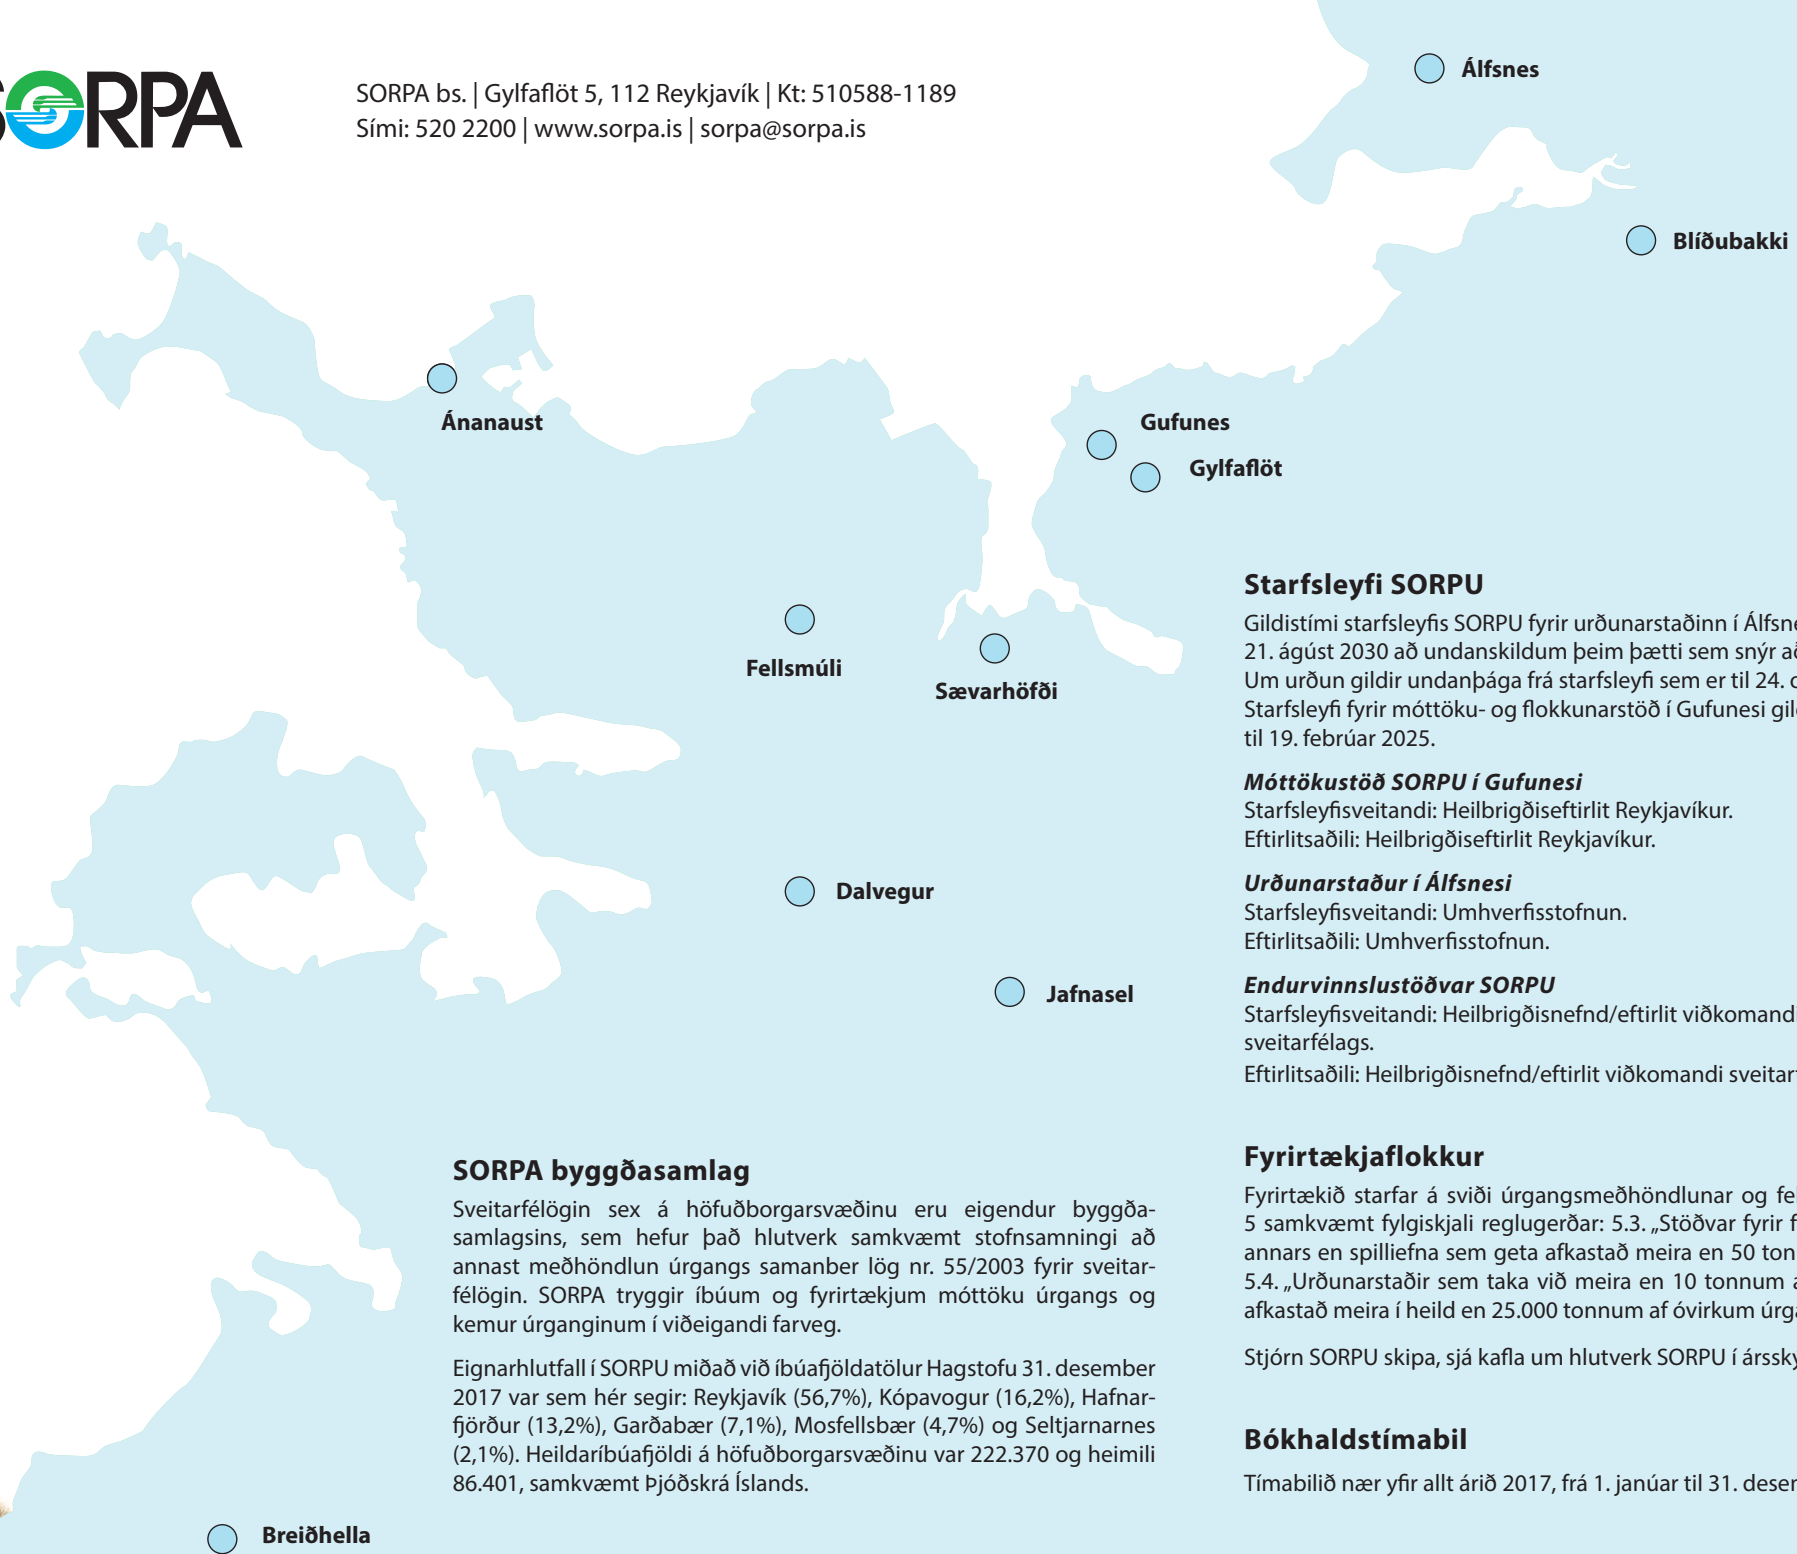 SORPA
SORPA bs. | Gylfaflöt 5, 112 Reykjavík | Kt: 510588-1189
Sími: 520 2200 | www.sorpa.is | sorpa@sorpa.is
Álfsnes
Blíðubakki
Ánanaust
Gufunes
Gylfaflöt
Fellsmúli
Sævarhöfði
Dalvegur
Jafnasel
Breiðhella
SORPA byggðasamlag
Sveitarfélögin sex á höfuðborgarsvæðinu eru eigendur byggða-
samlagsins, sem hefur það hlutverk samkvæmt stofnsamningi að
annast meðhöndlun úrgangs samanber lög nr. 55/2003 fyrir sveitar-
félögin. SORPA tryggir íbúum og fyrirtækjum móttöku úrgangs og
kemur úrganginum í viðeigandi farveg.
Eignarhlutfall í SORPU miðað við íbúafjöldatölur Hagstofu 31. desember
2017 var sem hér segir: Reykjavík (56,7%), Kópavogur (16,2%), Hafnar-
fjörður (13,2%), Garðabær (7,1%), Mosfellsbær (4,7%) og Seltjarnarnes
(2,1%). Heildaríbúafjöldi á höfuðborgarsvæðinu var 222.370 og heimili
86.401, samkvæmt Þjóðskrá Íslands.
Starfsleyfi SORPU
Gildistími starfsleyfis SORPU fyrir urðunarstaðinn í
21. ágúst 2030 að undanskildum þeim þætti sem snýr
Um urðun gildir undanþága frá starfsleyfi sem er til 24.
Starfsleyfi fyrir móttöku- og flokkunarstöð í Gufunesi
til 19. febrúar 2025.
Móttökustöð SORPU í Gufunesi
Starfsleyfisveitandi: Heilbrigðiseftirlit Reykjavíkur.
Eftirlitsaðili: Heilbrigðiseftirlit Reykjavíkur.
Urðunarstaður í Álfsnesi
Starfsleyfisveitandi: Umhverfisstofnun.
Eftirlitsaðili: Umhverfisstofnun.
Endurvinnslustöðvar SORPU
Starfsleyfisveitandi: Heilbrigðisnefnd/eftirlit viðkomandi
sveitarfélags.
Eftirlitsaðili: Heilbrigðisnefnd/eftirlit viðkomandi
Fyrirtækjaflokkur
Fyrirtækið starfar á sviði úrgangsmeðhöndlunar og
5 samkvæmt fylgiskjali reglugerðar: 5.3. „Stöðvar fyrir
annars en spilliefna sem geta afkastað meira en 50
5.4. „Urðunarstaðir sem taka við meira en 10 tonnum
afkastað meira í heild en 25.000 tonnum af óvirkum
Stjórn SORPU skipa, sjá kafla um hlutverk SORPU í
Bókhaldstímabil
Tímabilið nær yfir allt árið 2017, frá 1. janúar til 31.